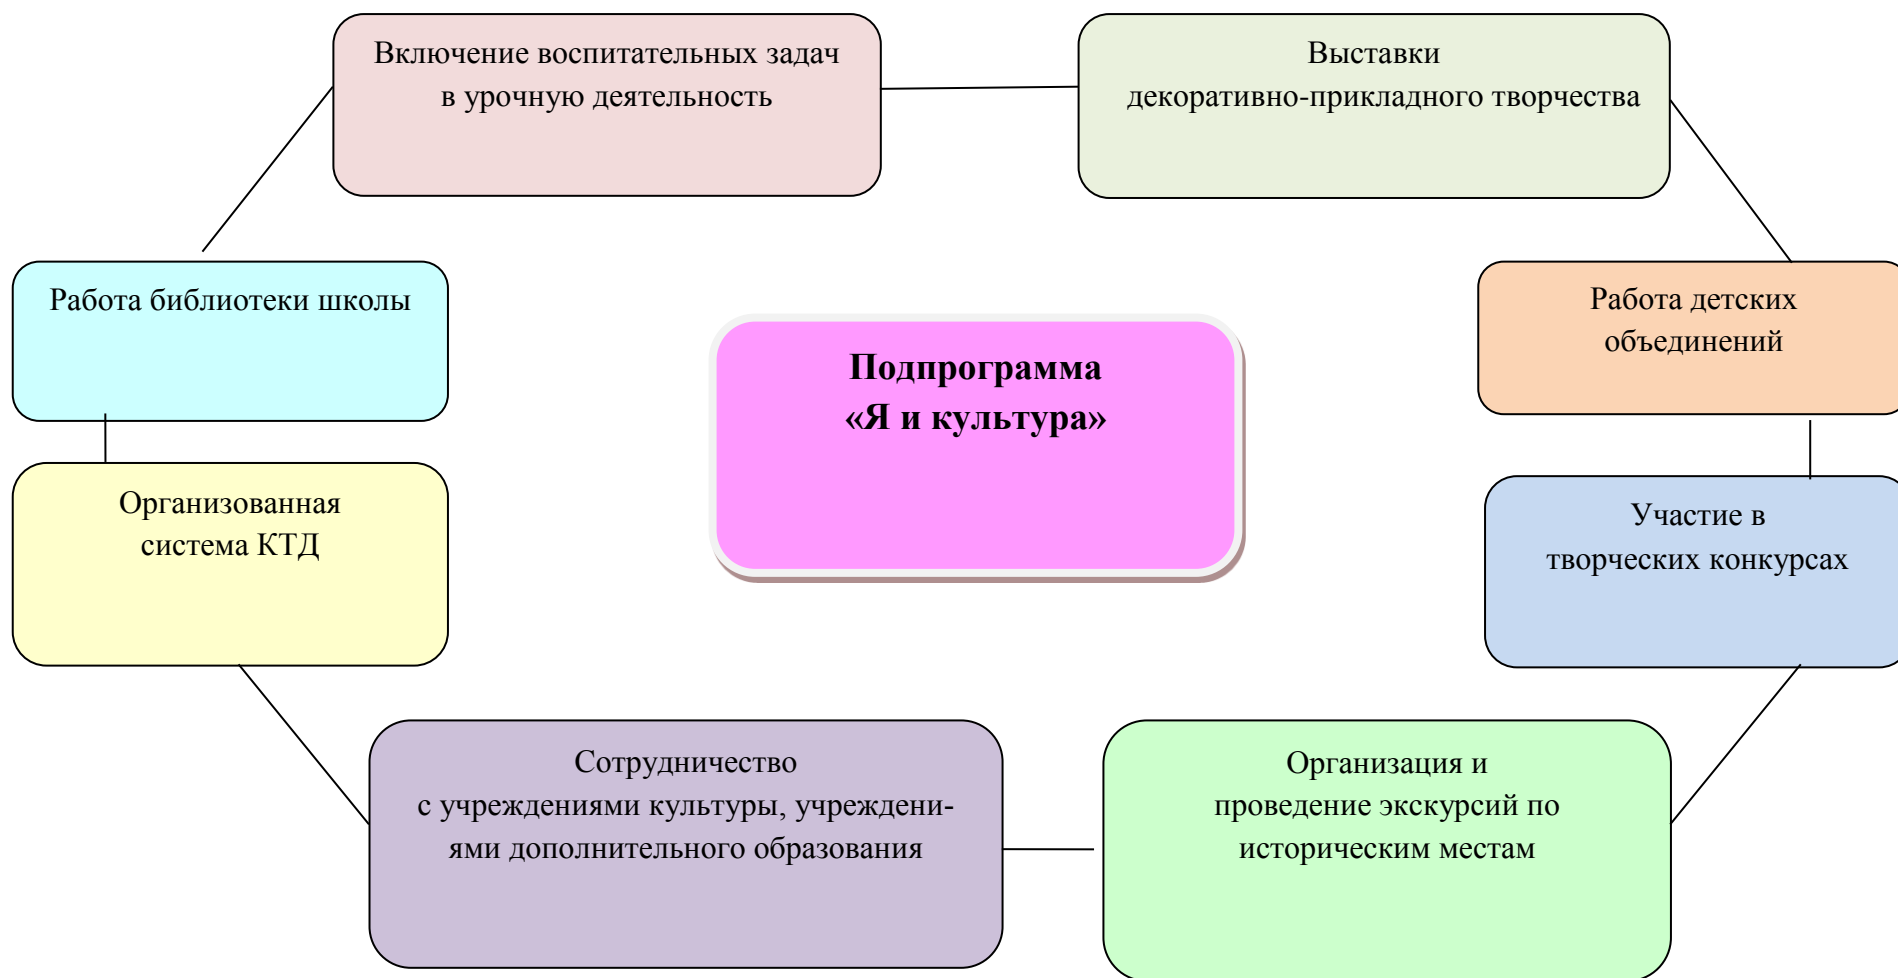 Включение воспитательных задач
в урочную деятельность
Выставки
декоративно-прикладного творчества
Работа библиотеки школы
Работа детских
объединений
Подпрограмма
«Я и культура»
Организованная
система КТД
Участие в
творческих конкурсах
Сотрудничество
с учреждениями культуры, учреждени-
ями дополнительного образования
Организация и
проведение экскурсий по
историческим местам